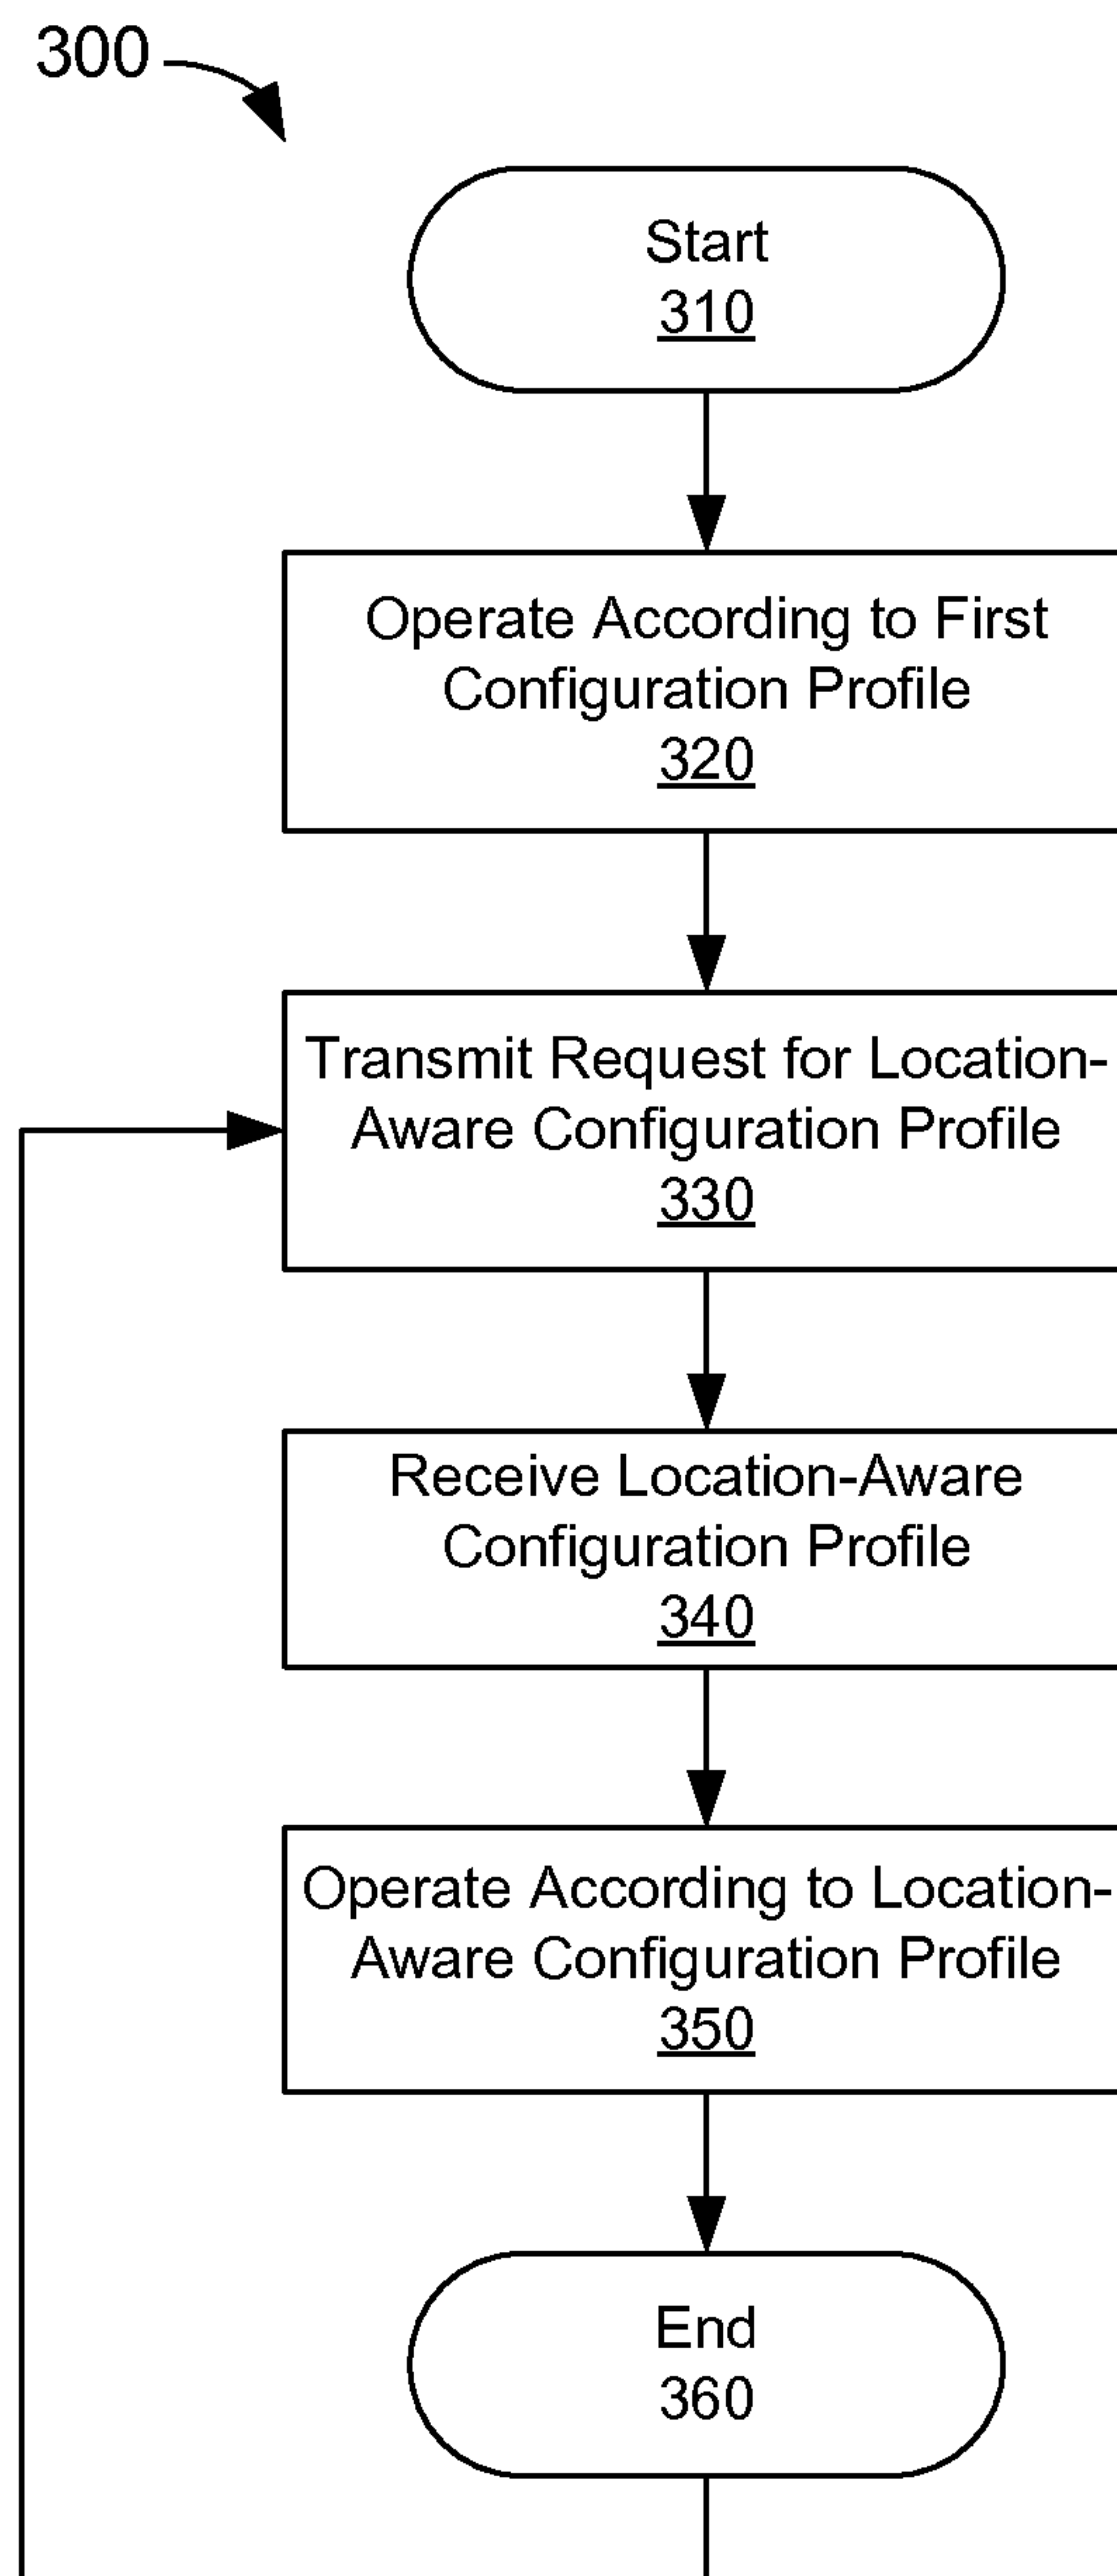 300
Start
310
Operate According to First
Configuration Profile
320
Transmit Request for Location-
Aware Configuration Profile
330
Receive Location-Aware
Configuration Profile
340
Operate According to Location-
Aware Configuration Profile
350
End
360